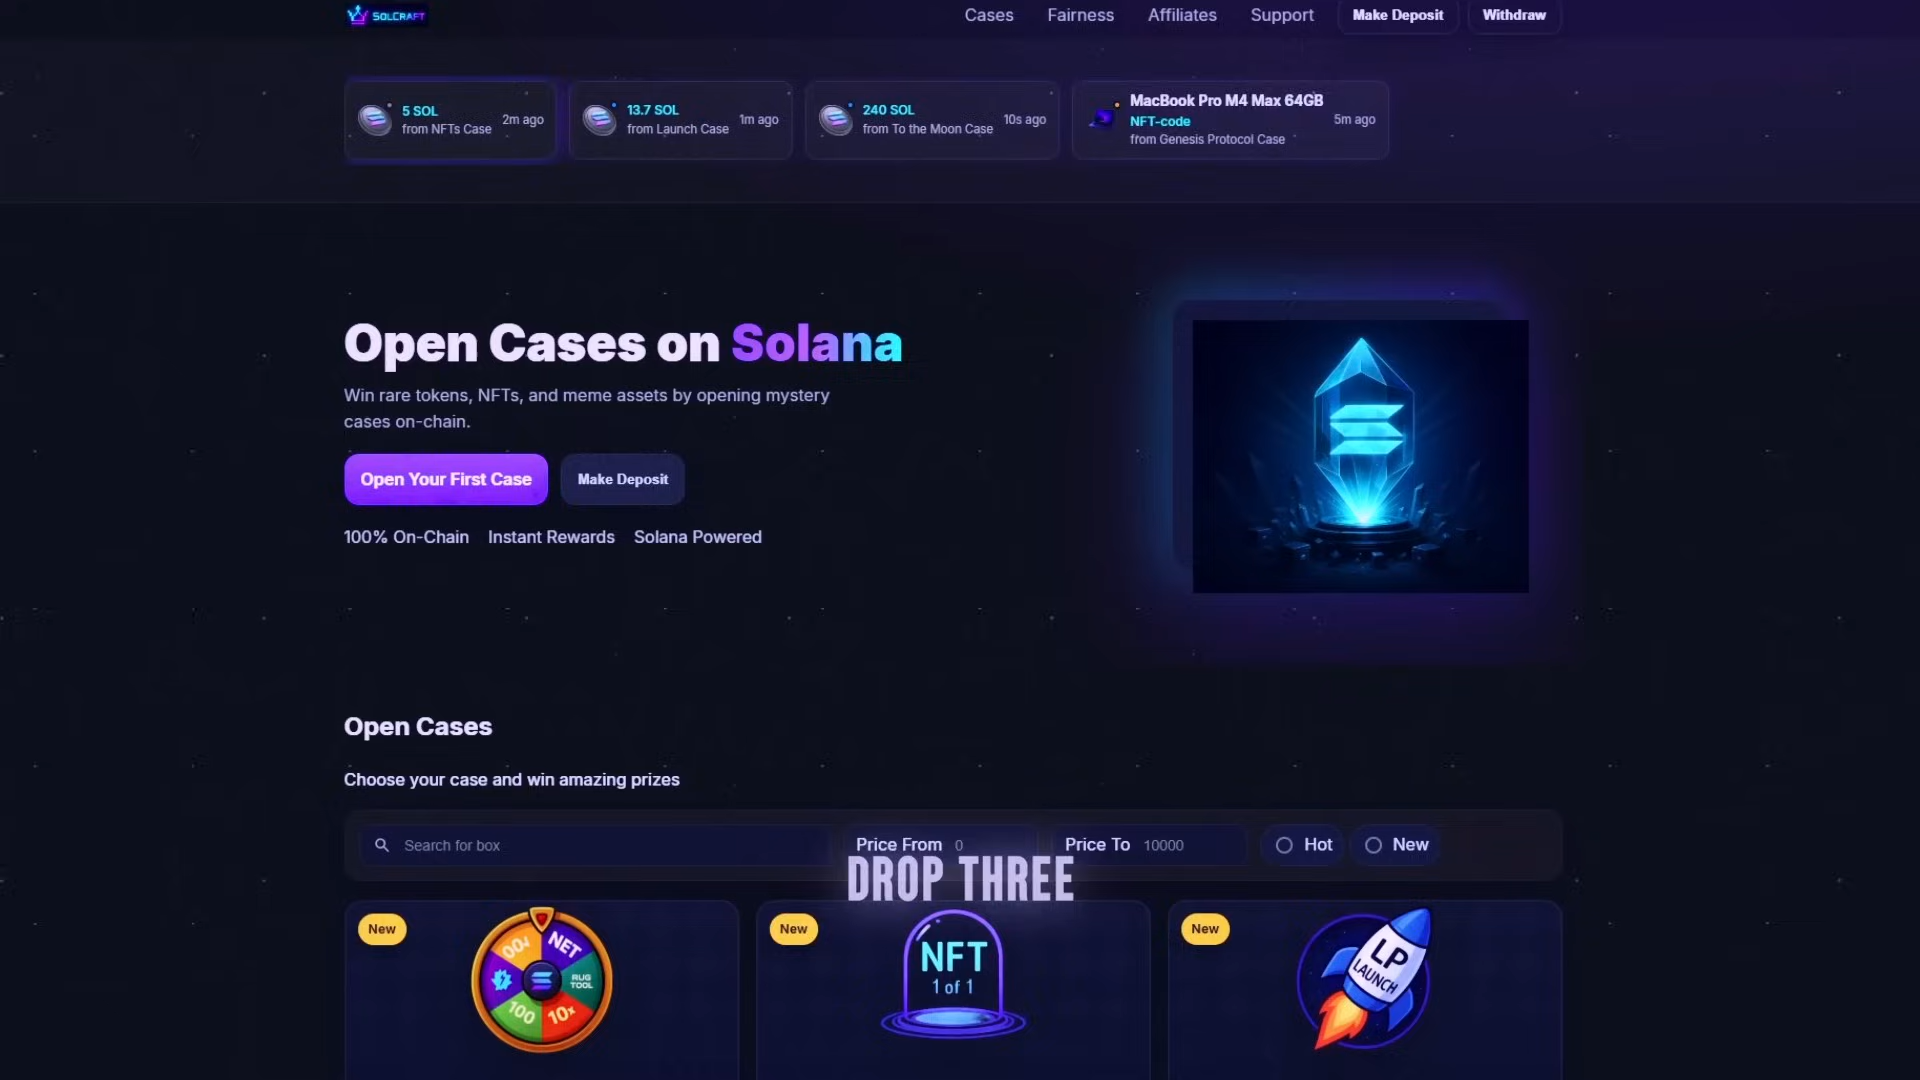 SOLCRAFT
Cases Fairness Affiliates Support Make Deposit Withdraw
5 SOL
from NFTs Case
2m ago
13.7 SOL
from Launch Case
1m ago
240 SOL
from To the Moon Case
10s ago
MacBook Pro M4 Max 64GB
NFT-code
from Genesis Protocol Case
5m ago
Open Cases on Solana
Win rare tokens, NFTs, and meme assets by opening mystery
cases on-chain.
Open Your First Case Make Deposit
100% On-Chain Instant Rewards Solana Powered
Open Cases
Choose your case and win amazing prizes
Search for box Price From 0 Price To 10000 Hot New
DROP THREE
New
NET
RUG
TOOL
10x
100
New
NFT
1 of 1
New
LP
LAUNCH